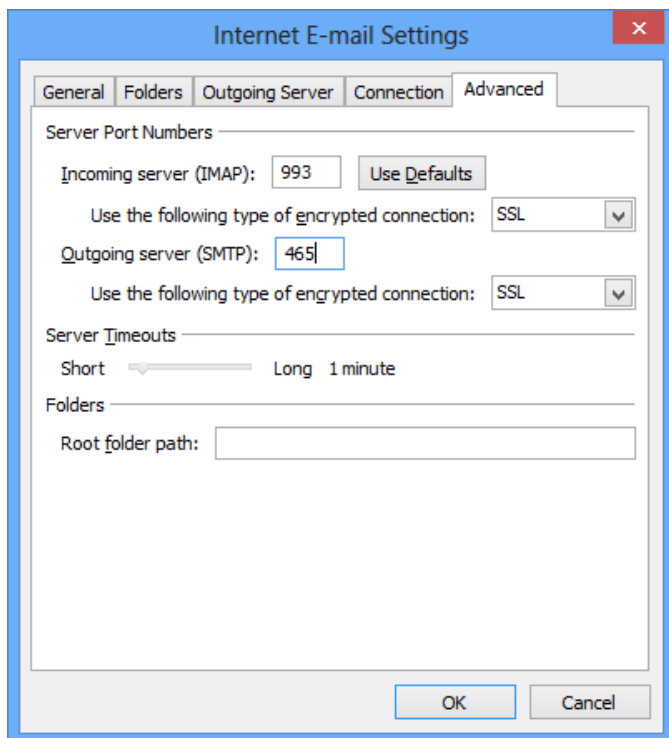 Internet E-mail Settings
General Folders Outgoing Server Connection Advanced
Server Port Numbers
Incoming server (IMAP): 993 Use Defaults
Use the following type of encrypted connection: SSL
Outgoing server (SMTP): 465
Use the following type of encrypted connection: SSL
Server Timeouts
Short Long 1 minute
Folders
Root folder path:
OK Cancel